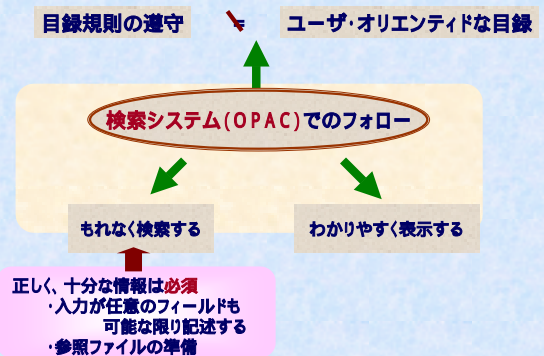 目録規則の遵守 ≠ ユーザ・オリエンティドな目録
検索システム(OPAC)でのフォロー
もれなく検索する
わかりやすく表示する
正しく、十分な情報は必須
・入力が任意のフィールドも
可能な限り記述する
・参照ファイルの準備